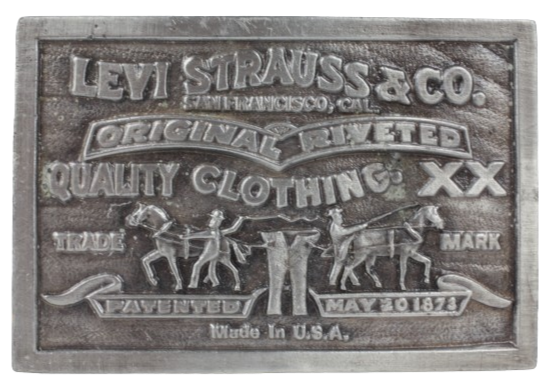 LEVI STRAUSS & CO.
SAN FRANCISCO, CAL.
ORIGINAL RIVETED
QUALITY CLOTHING XX
TRADE MARK
PATENTED MAY 20 1873
Made In U.S.A.